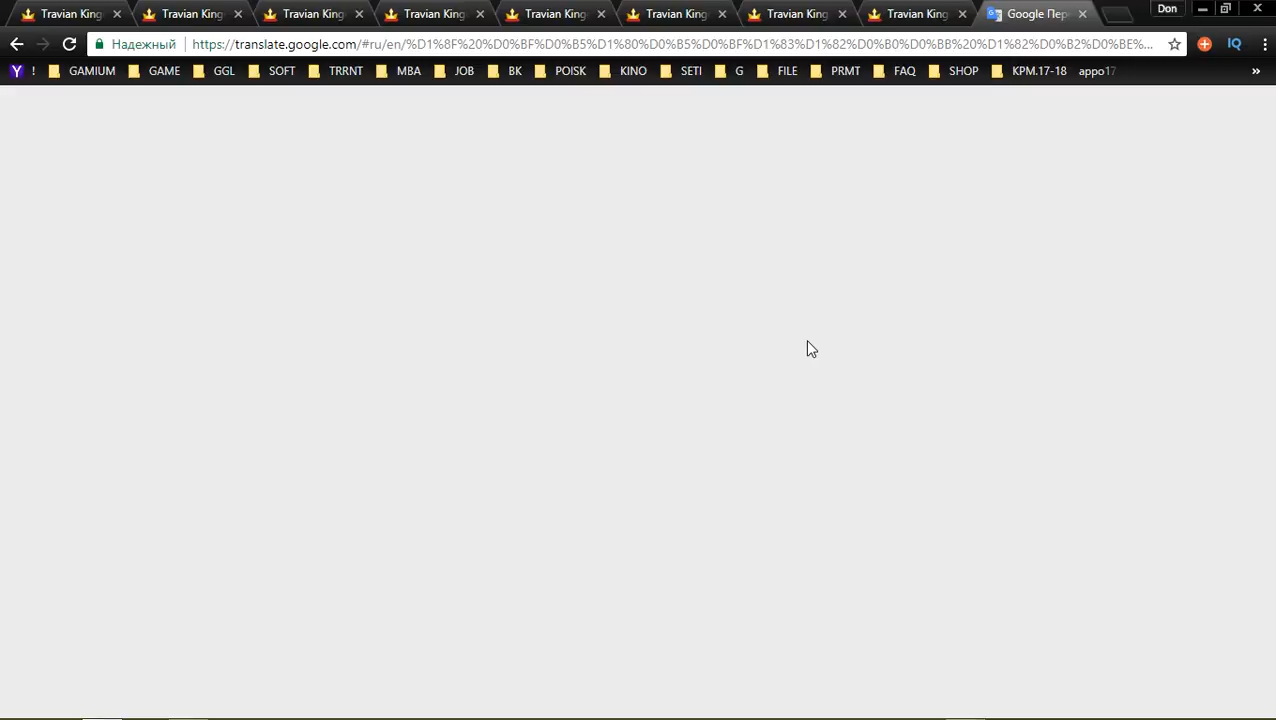 Travian King Travian King Travian King Travian King Travian King Travian King Travian King Travian King Google Пер Don
Надежный https://translate.google.com/#ru/en/%D1%8F%20%D0%BF%D0%B5%D1%80%D0%B5%D0%BF%D1%83%D1%82%D0%B0%D0%BB%20%D1%82%D0%B2%D0%BE%... IQ
Y ! GAMIUM GAME GGL SOFT TRRNT MBA JOB BK POISK KINO SETI G FILE PRMT FAQ SHOP KPM.17-18 appo17 »